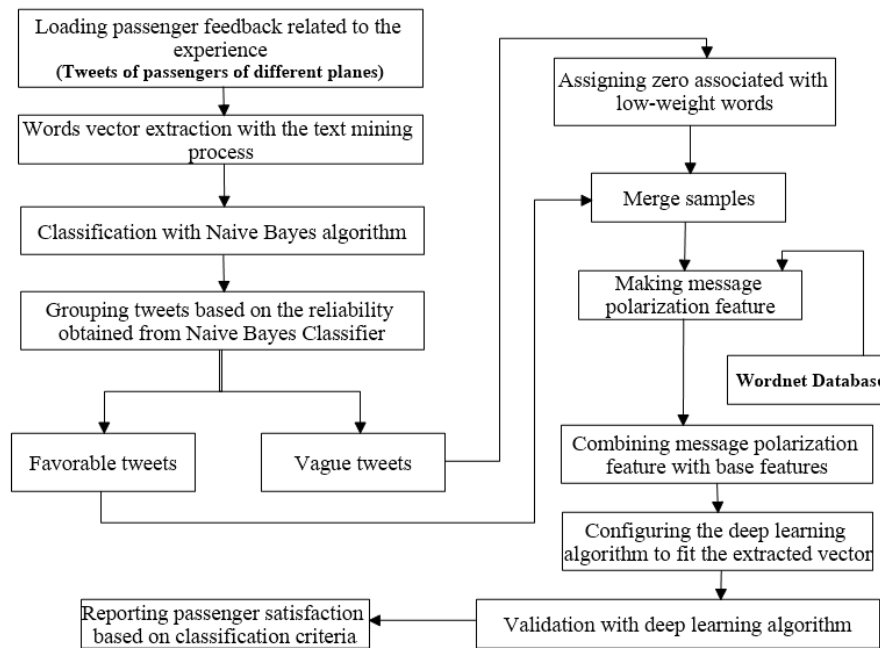 Loading passenger feedback related to the
experience
(Tweets of passengers of different planes)
Words vector extraction with the text mining
process
Classification with Naive Bayes algorithm
Grouping tweets based on the reliability
obtained from Naive Bayes Classifier
Favorable tweets
Vague tweets
Assigning zero associated with
low-weight words
Merge samples
Making message
polarization feature
Wordnet Database
Combining message polarization
feature with base features
Configuring the deep learning
algorithm to fit the extracted vector
Validation with deep learning algorithm
Reporting passenger satisfaction
based on classification criteria